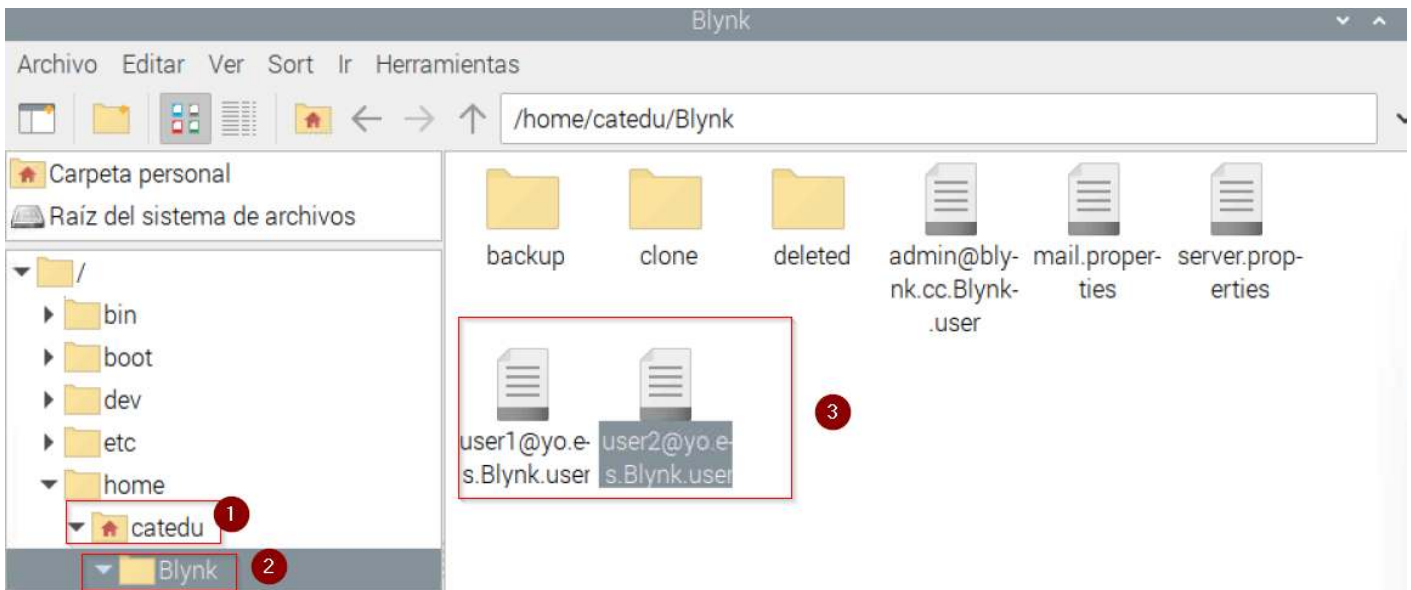 Blynk
Archivo Editar Ver Sort Ir Herramientas
/home/catedu/Blynk
Carpeta personal
Raíz del sistema de archivos
/
bin
boot
dev
etc
home
catedu
1
Blynk
2
backup
clone
deleted
admin@bly-
nk.cc.Blynk-
.user
mail.proper-
ties
server.prop-
erties
user1@yo.e-
s.Blynk.user
user2@yo.e-
s.Blynk.user
3